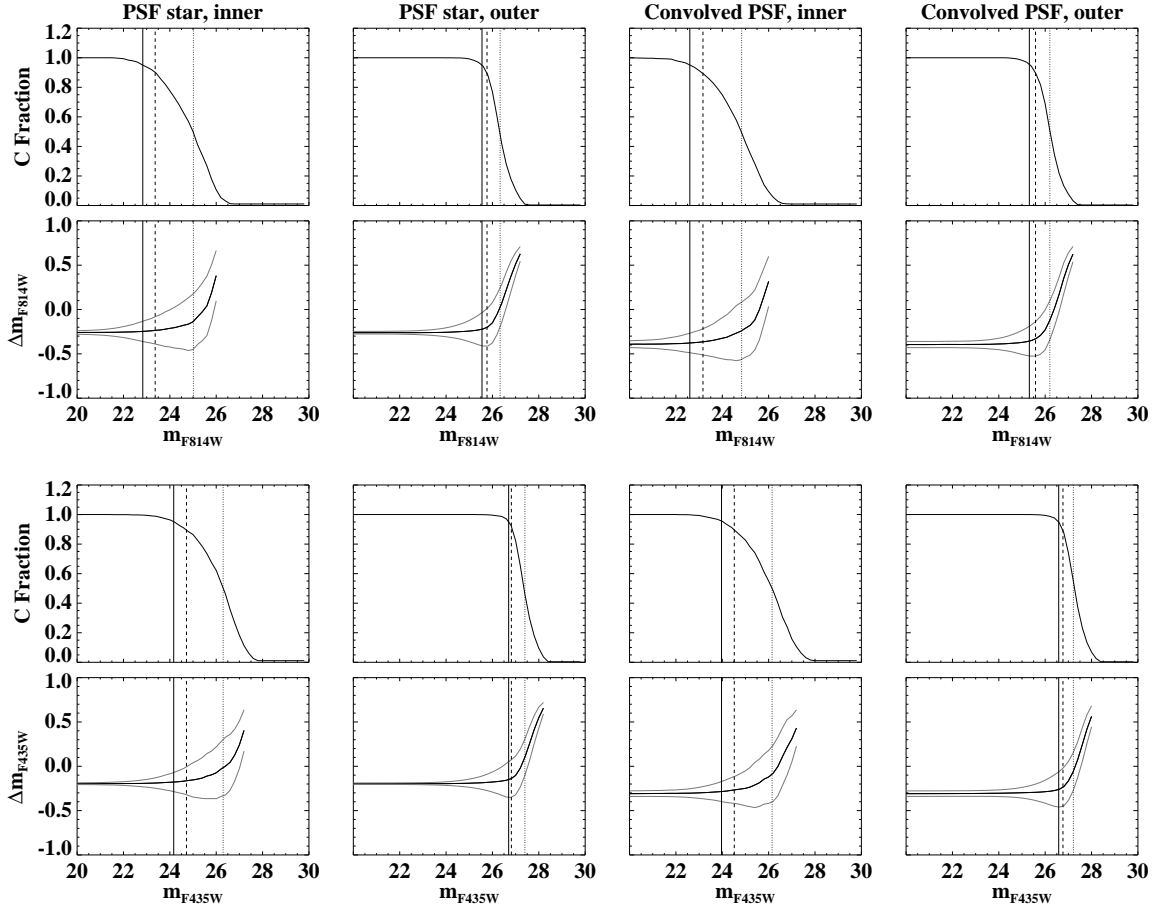 PSF star, inner
PSF star, outer
Convolved PSF, inner
Convolved PSF, outer
1.2
1.0
0.8
0.6
0.4
0.2
0.0
C Fraction
1.0
0.5
0.0
-0.5
-1.0
Δm_F814W
20 22 24 26 28 30
m_F814W
20 22 24 26 28 30
m_F814W
22 24 26 28 30
m_F814W
22 24 26 28 30
m_F814W
1.2
1.0
0.8
0.6
0.4
0.2
0.0
C Fraction
1.0
0.5
0.0
-0.5
-1.0
Δm_F435W
20 22 24 26 28 30
m_F435W
20 22 24 26 28 30
m_F435W
20 22 24 26 28 30
m_F435W
20 22 24 26 28 30
m_F435W